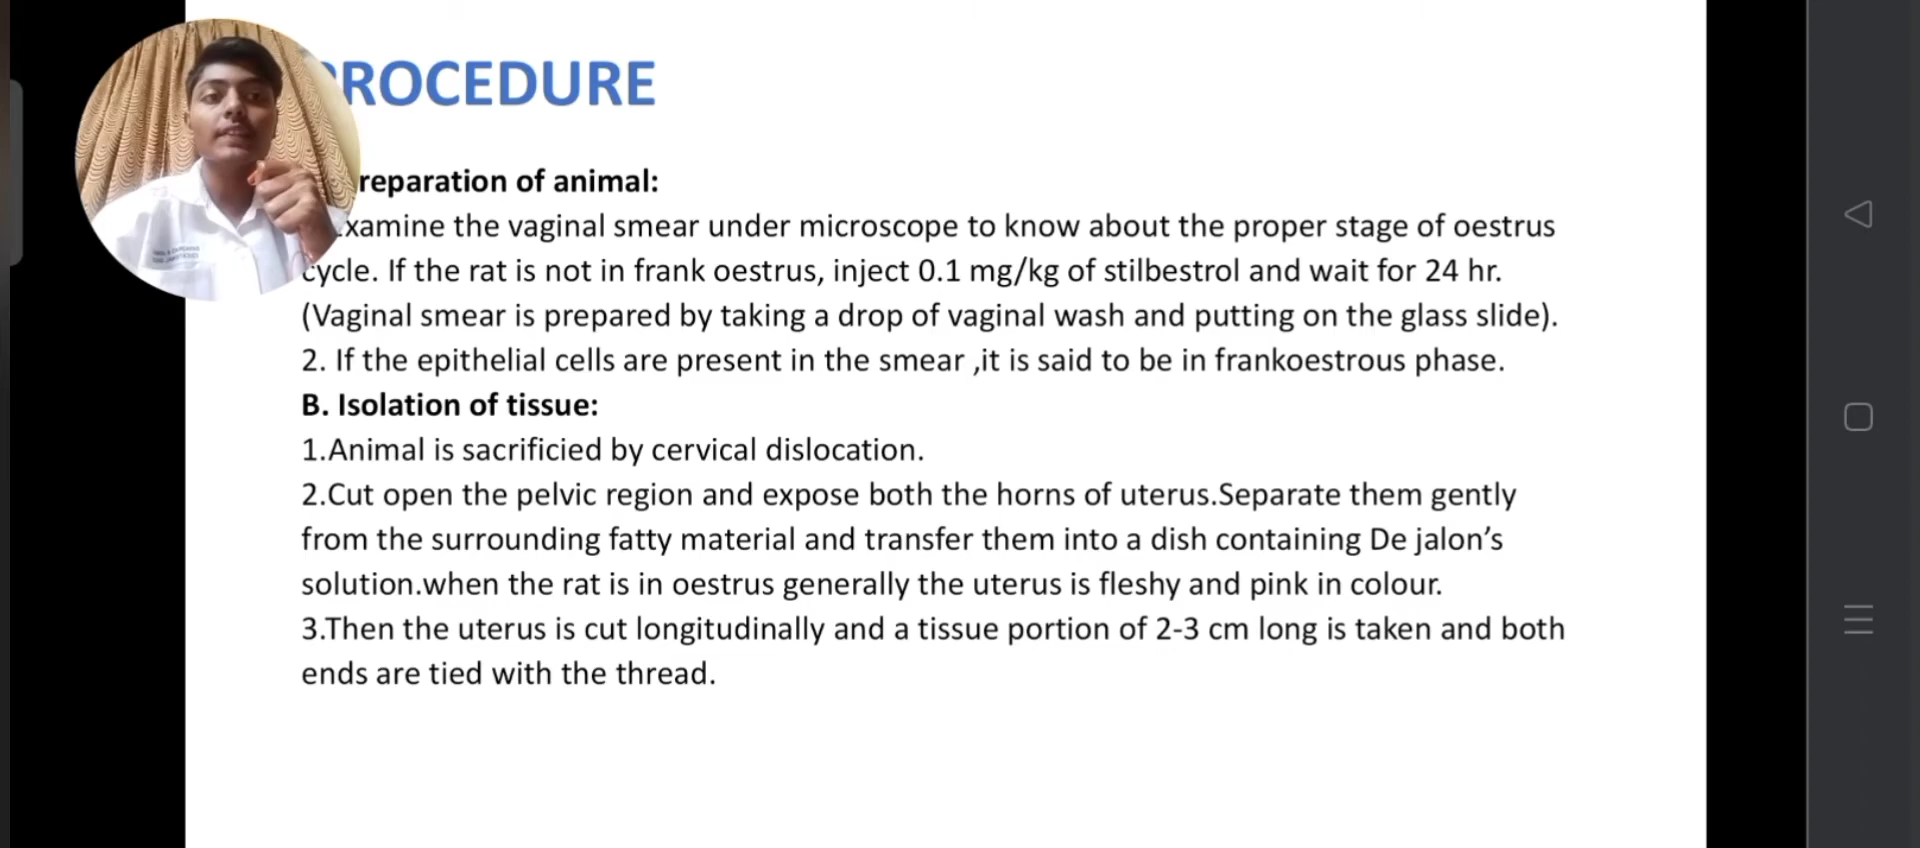 ROCEDURE
reparation of animal:
xamine the vaginal smear under microscope to know about the proper stage of oestrus
cycle. If the rat is not in frank oestrus, inject 0.1 mg/kg of stilbestrol and wait for 24 hr.
(Vaginal smear is prepared by taking a drop of vaginal wash and putting on the glass slide).
2. If the epithelial cells are present in the smear ,it is said to be in frankoestrous phase.
B. Isolation of tissue:
1.Animal is sacrificied by cervical dislocation.
2.Cut open the pelvic region and expose both the horns of uterus.Separate them gently
from the surrounding fatty material and transfer them into a dish containing De jalon’s
solution.when the rat is in oestrus generally the uterus is fleshy and pink in colour.
3.Then the uterus is cut longitudinally and a tissue portion of 2-3 cm long is taken and both
ends are tied with the thread.